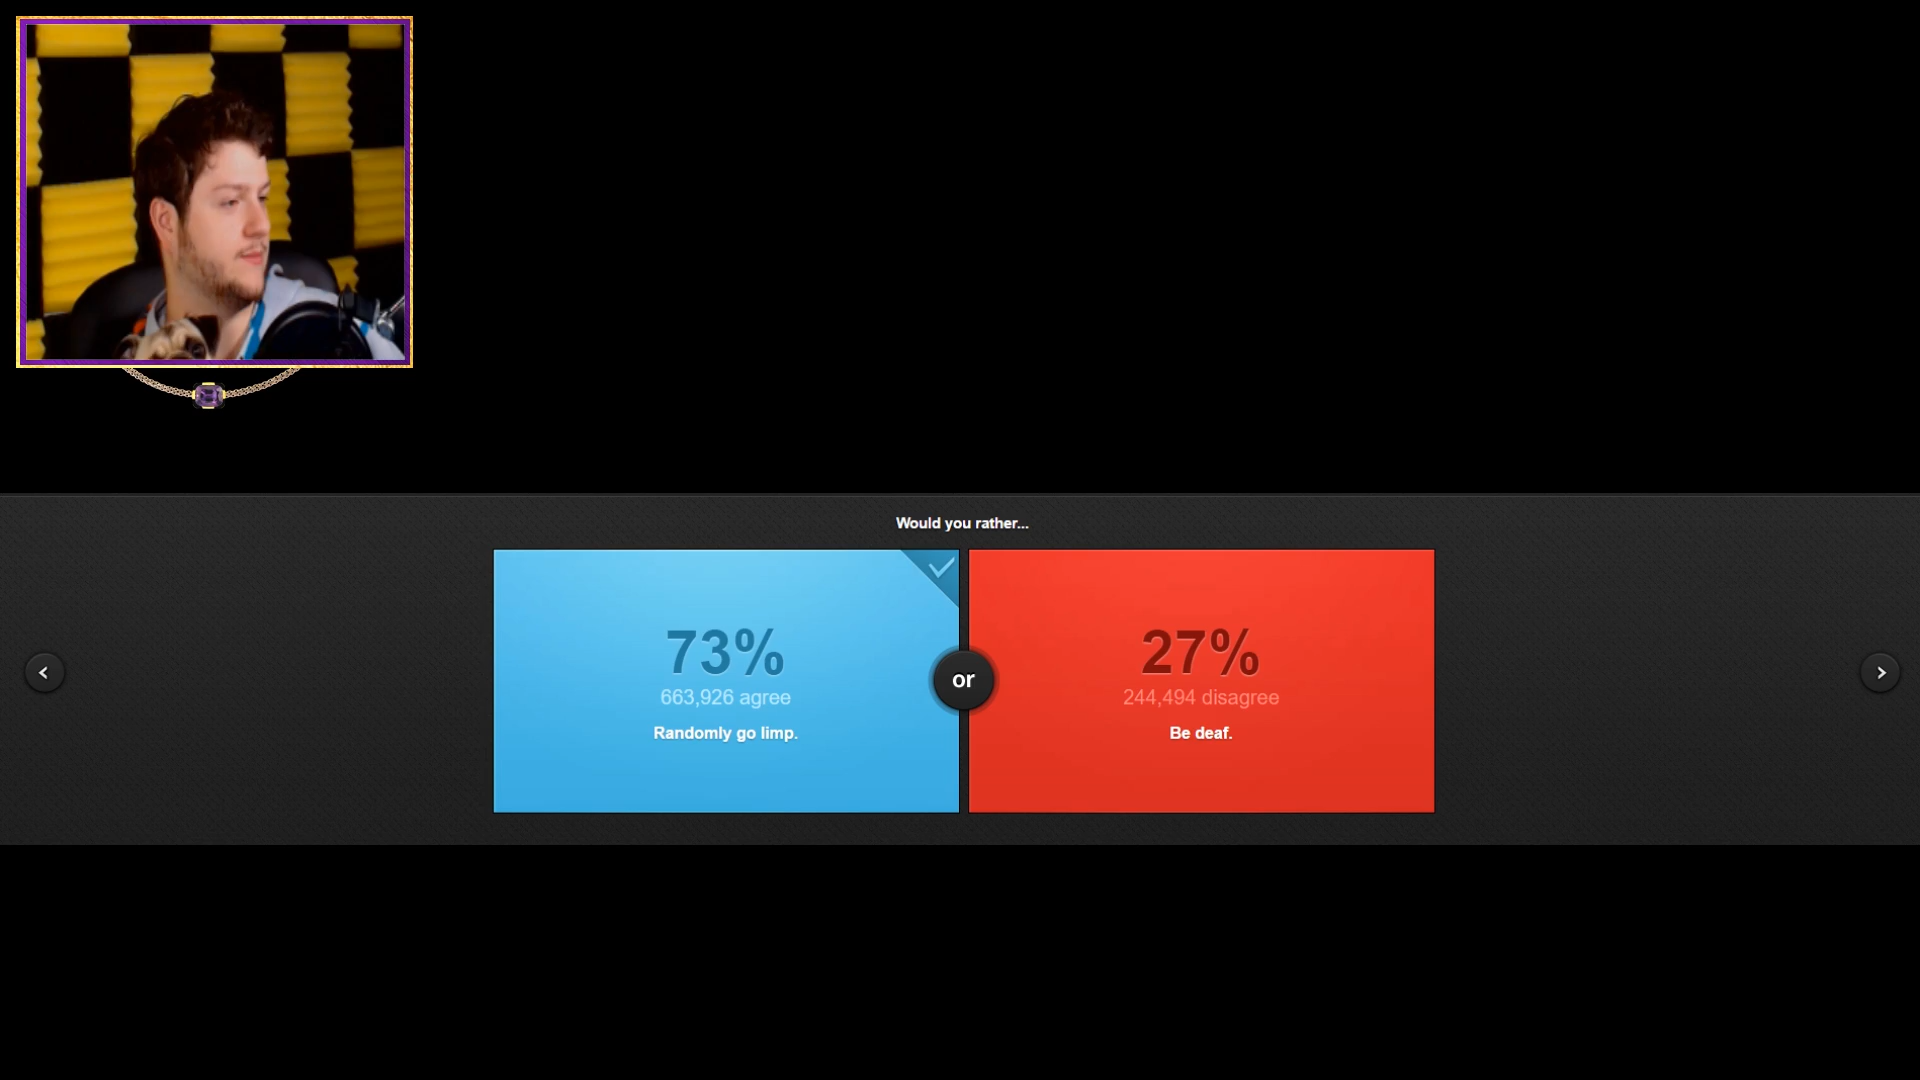 Would you rather...
73%
663,926 agree
Randomly go limp.
or
27%
244,494 disagree
Be deaf.